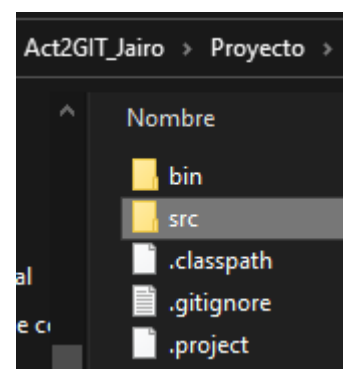 Act2GIT_Jairo > Proyecto >
Nombre
bin
src
.classpath
al
.gitignore
.project